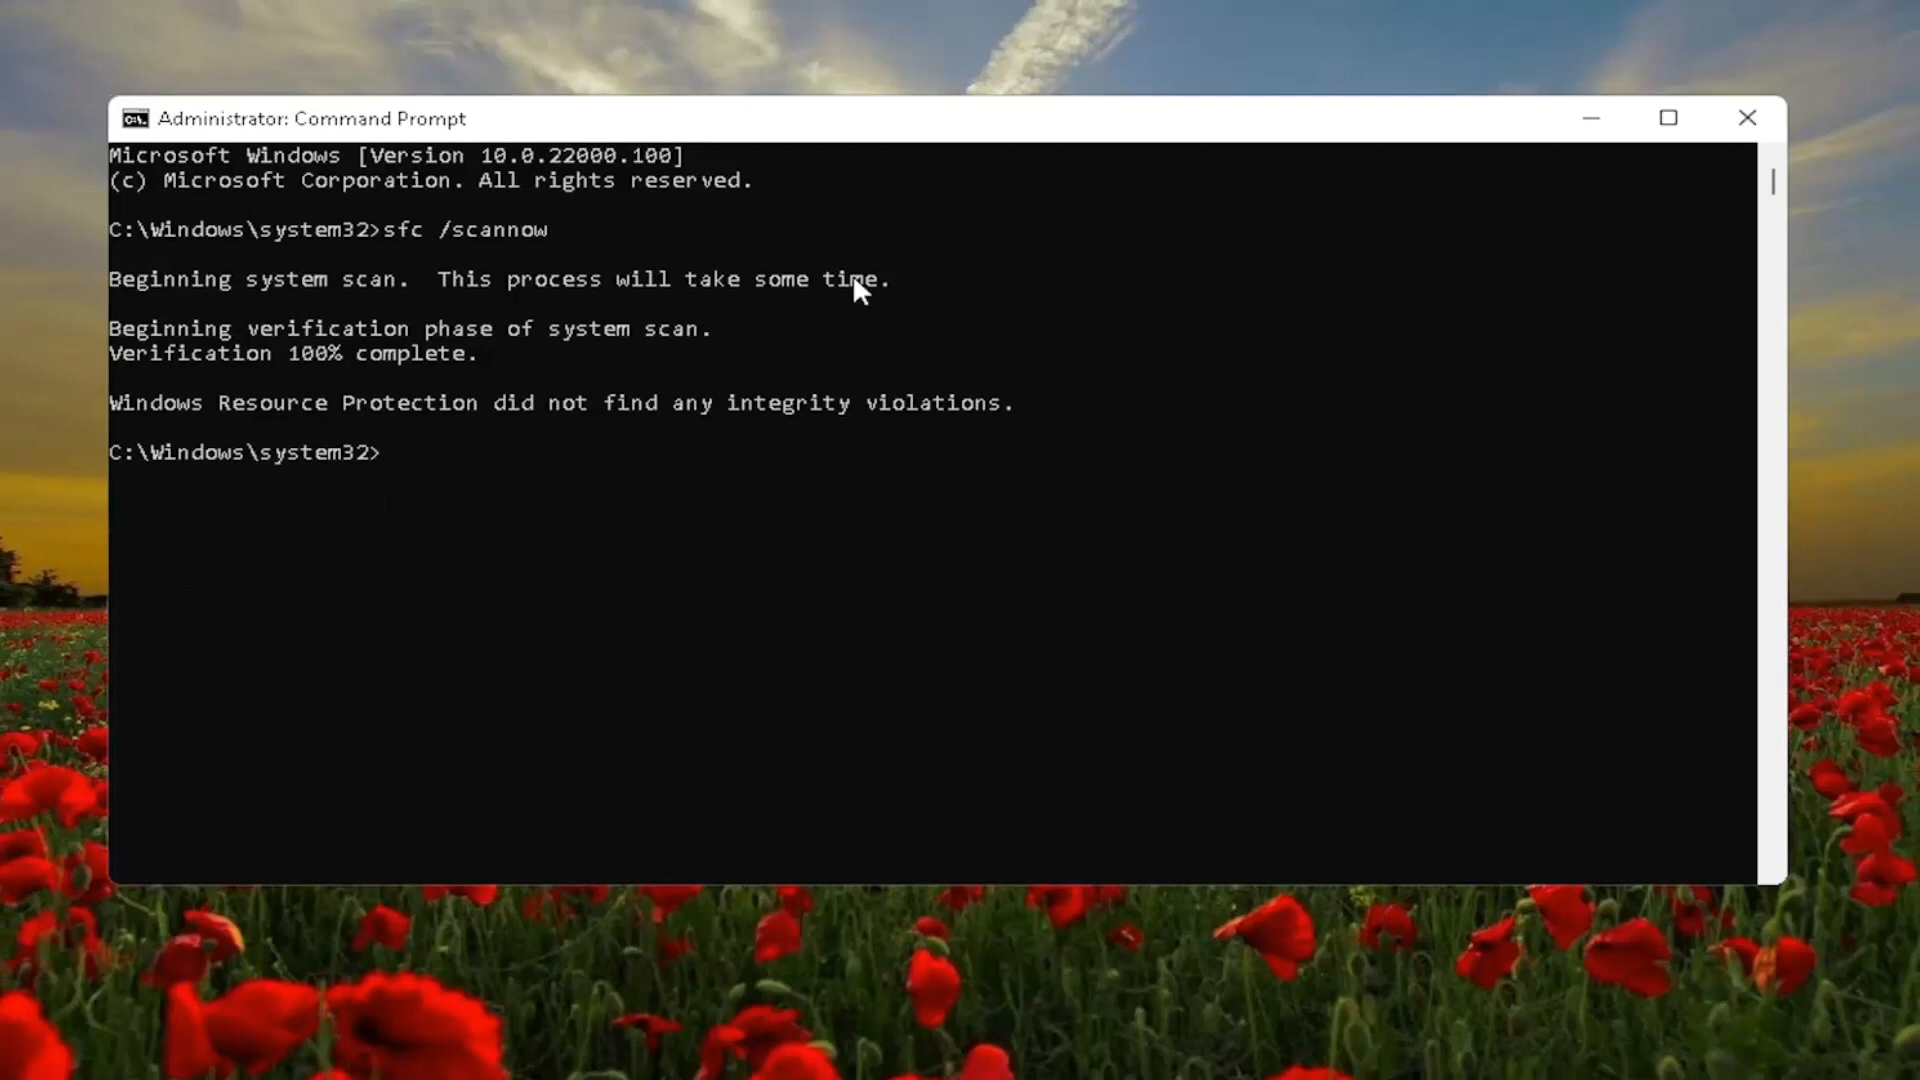 Administrator: Command Prompt
Microsoft Windows [Version 10.0.22000.100]
(c) Microsoft Corporation. All rights reserved.
C:\Windows\system32>sfc /scannow
Beginning system scan.  This process will take some time.
Beginning verification phase of system scan.
Verification 100% complete.
Windows Resource Protection did not find any integrity violations.
C:\Windows\system32>